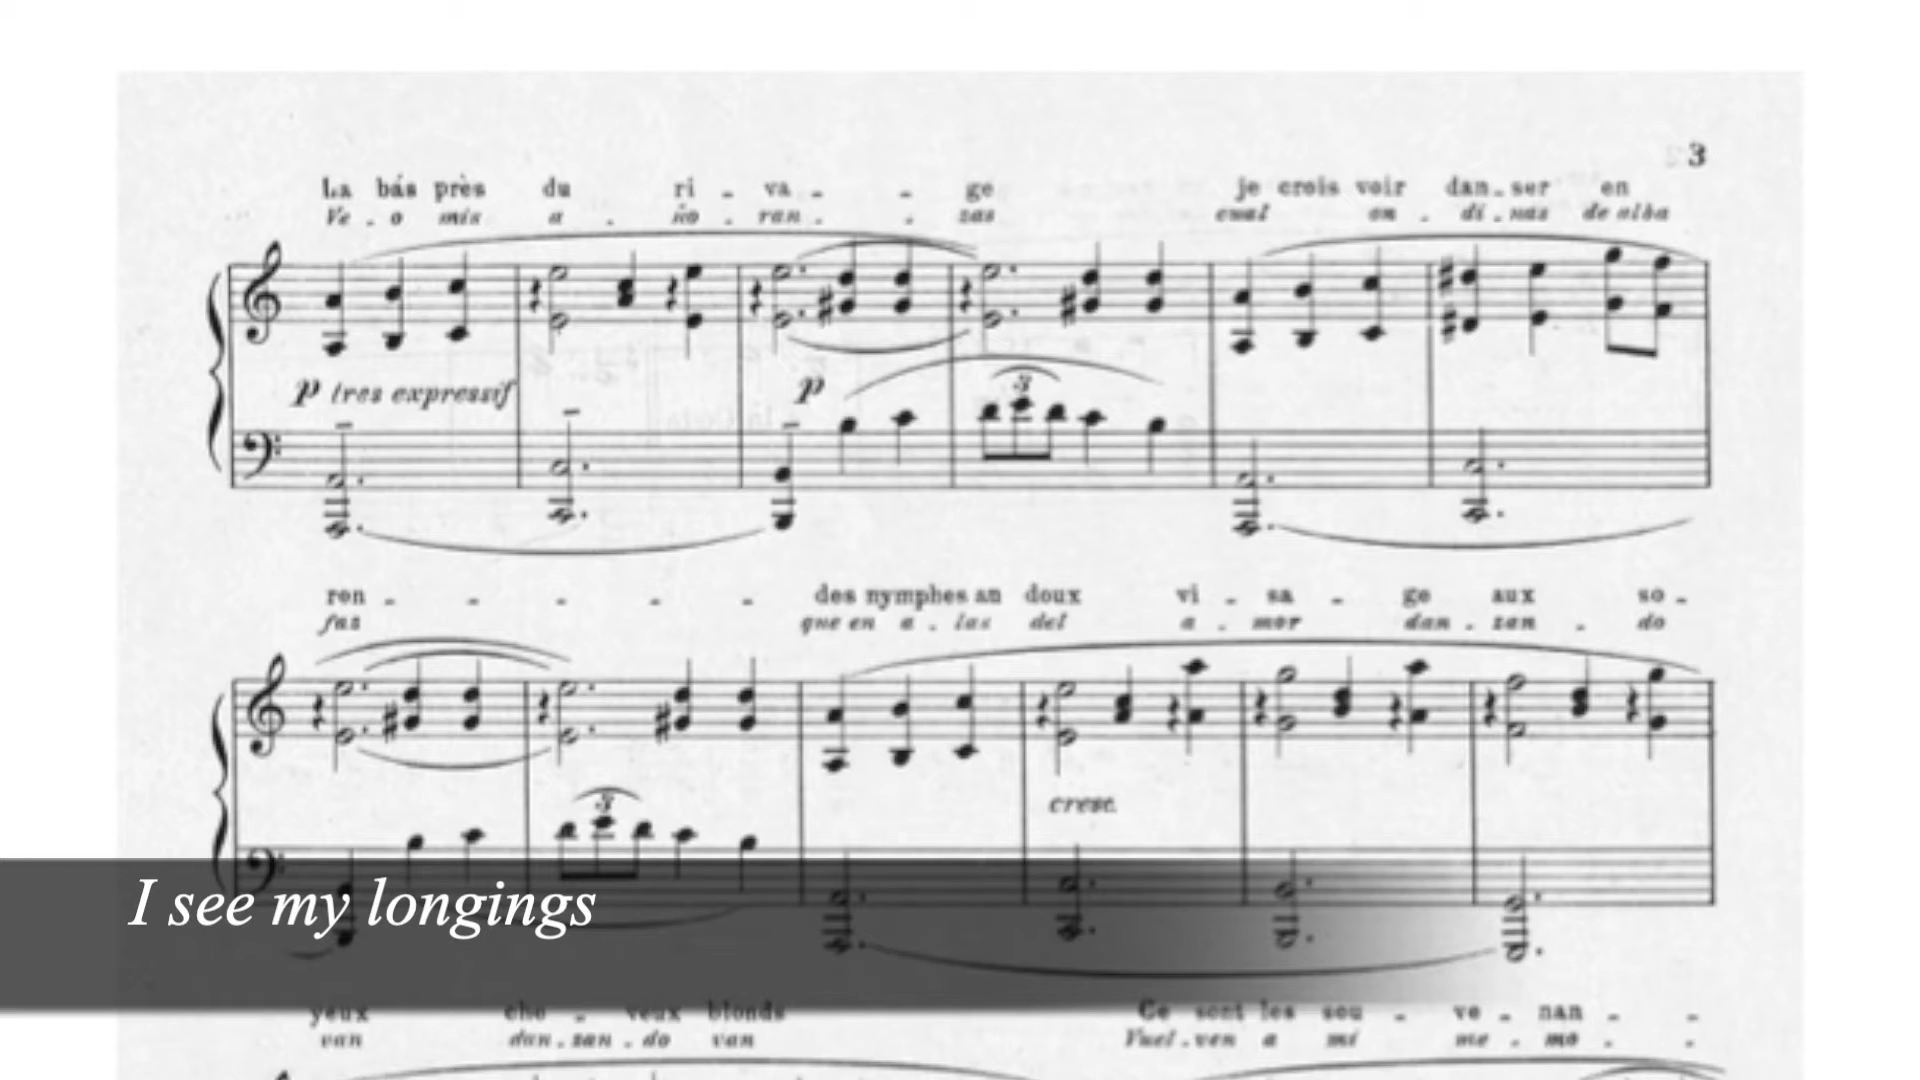 3
La bás près du ri - va - - ge je crois voir dan - ser en
Ve - o mis a - ño - ran - - zas cual on - di - nas de alba
p tres expressif p 3
ron - - - - - des nymphes au doux vi - sa - ge aux so -
fas que en a - las del a - mor dan - zan - do
cresc. 3
I see my longings
yeux che - veux blonds Ce sont les sou - ve - nan - -
van dan - zan - do van Vuel - ven a mi me - mo - -